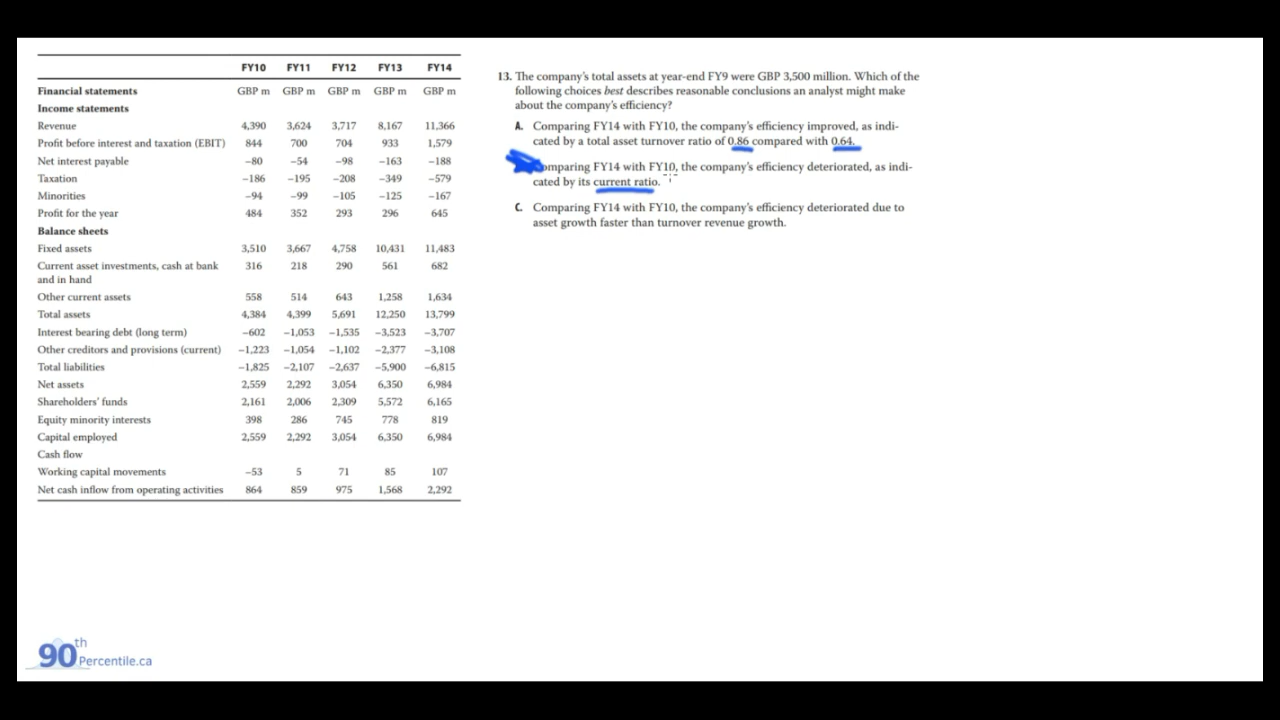 FY10 FY11 FY12 FY13 FY14
Financial statements GBP m GBP m GBP m GBP m GBP m
Income statements
Revenue 4,390 3,624 3,717 8,167 11,366
Profit before interest and taxation (EBIT) 844 700 704 933 1,579
Net interest payable −80 −54 −98 −163 −188
Taxation −186 −195 −208 −349 −579
Minorities −94 −99 −105 −125 −167
Profit for the year 484 352 293 296 645
Balance sheets
Fixed assets 3,510 3,667 4,758 10,431 11,483
Current asset investments, cash at bank 316 218 290 561 682
and in hand
Other current assets 558 514 643 1,258 1,634
Total assets 4,384 4,399 5,691 12,250 13,799
Interest bearing debt (long term) −602 −1,053 −1,535 −3,523 −3,707
Other creditors and provisions (current) −1,223 −1,054 −1,102 −2,377 −3,108
Total liabilities −1,825 −2,107 −2,637 −5,900 −6,815
Net assets 2,559 2,292 3,054 6,350 6,984
Shareholders' funds 2,161 2,006 2,309 5,572 6,165
Equity minority interests 398 286 745 778 819
Capital employed 2,559 2,292 3,054 6,350 6,984
Cash flow
Working capital movements −53 5 71 85 107
Net cash inflow from operating activities 864 859 975 1,568 2,292
13. The company's total assets at year-end FY9 were GBP 3,500 million. Which of the
following choices best describes reasonable conclusions an analyst might make
about the company's efficiency?
A. Comparing FY14 with FY10, the company's efficiency improved, as indi-
cated by a total asset turnover ratio of 0.86 compared with 0.64.
omparing FY14 with FY10, the company's efficiency deteriorated, as indi-
cated by its current ratio.
C. Comparing FY14 with FY10, the company's efficiency deteriorated due to
asset growth faster than turnover revenue growth.
90th
Percentile.ca